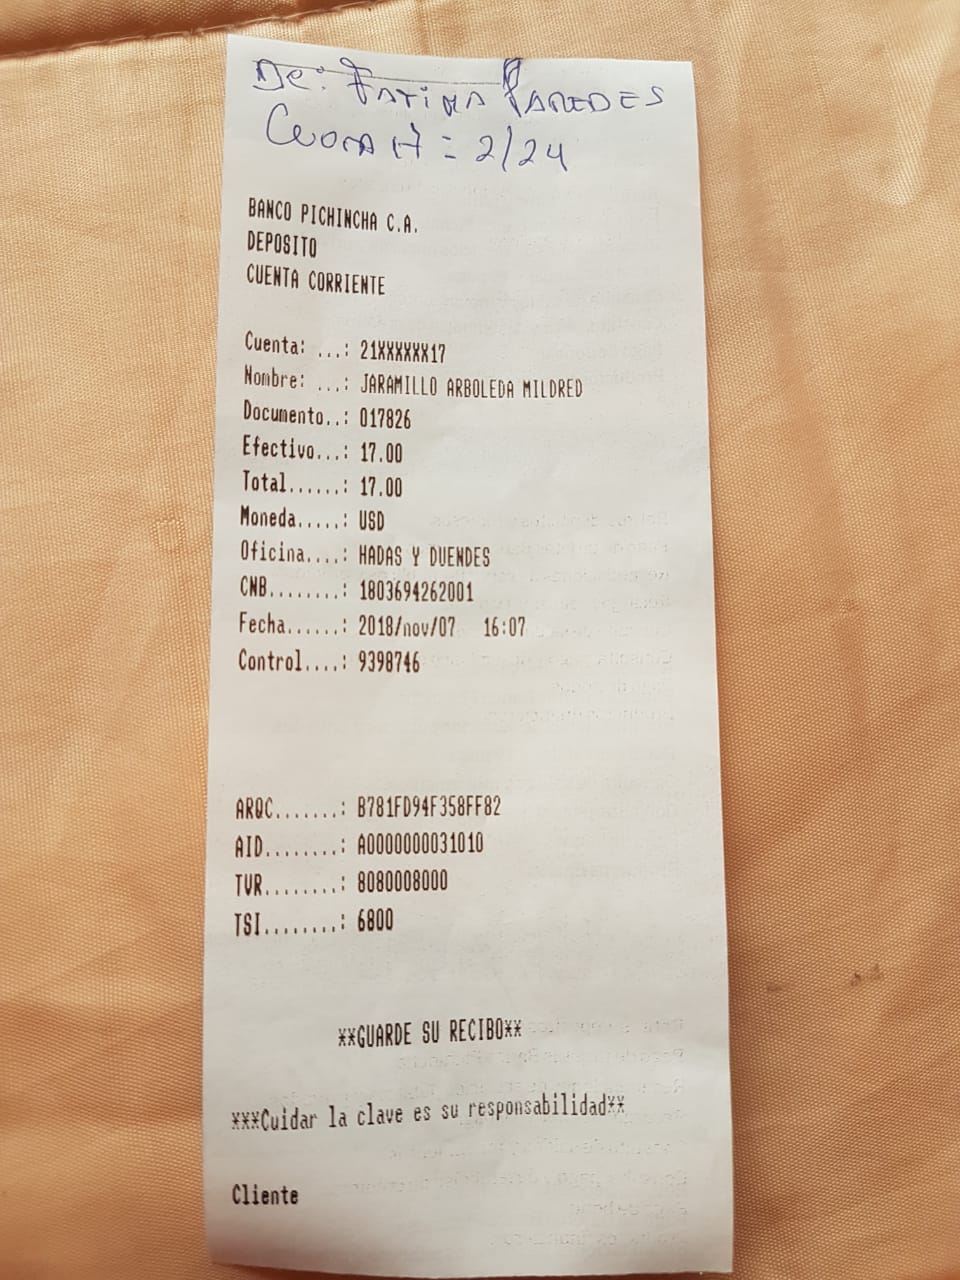 De: FATIMA PAREDES
CUOTA # = 2/24
BANCO PICHINCHA C.A.
DEPOSITO
CUENTA CORRIENTE
Cuenta: ...: 21XXXXXX17
Nombre: ...: JARAMILLO ARBOLEDA MILDRED
Documento..: 017826
Efectivo...: 17.00
Total......: 17.00
Moneda.....: USD
Oficina....: HADAS Y DUENDES
CNB........: 1803694262001
Fecha......: 2018/nov/07 16:07
Control....: 9398746
ARQC.......: B781FD94F358FF82
AID........: A0000000031010
TVR........: 8080008000
TSI........: 6800
**GUARDE SU RECIBO**
***Cuidar la clave es su responsabilidad**
Cliente